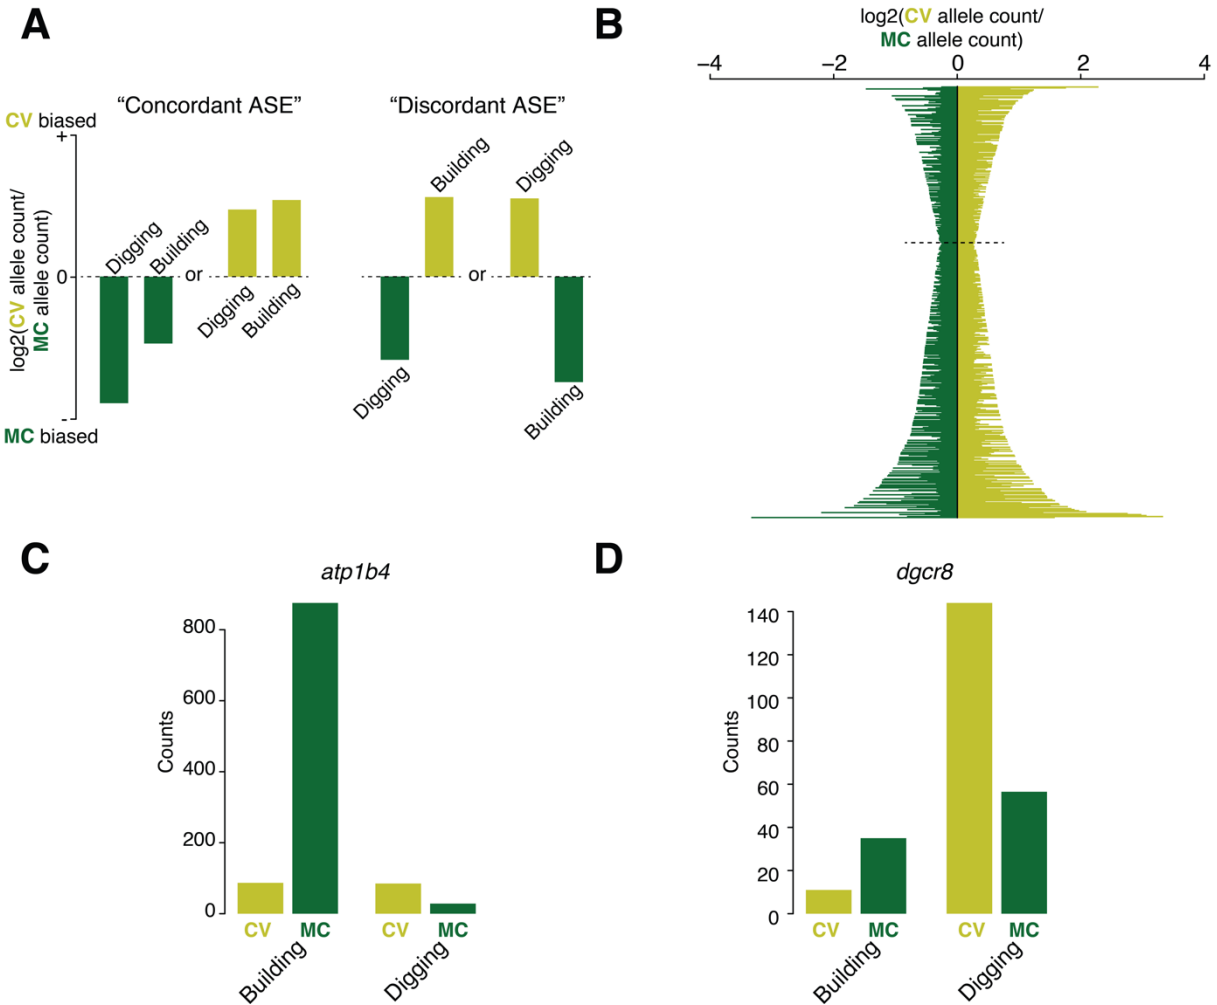 A
"Concordant ASE"
"Discordant ASE"
CV biased
+
0
-
MC biased
log2(CV allele count/
MC allele count)
Digging
Building
or
Digging
Building
Digging
Building
or
Digging
Building
B
log2(CV allele count/
MC allele count)
−4 −2 0 2 4
C
atp1b4
Counts
800
600
400
200
0
CV MC CV MC
Building Digging
D
dgcr8
Counts
140
120
100
80
60
40
20
0
CV MC CV MC
Building Digging